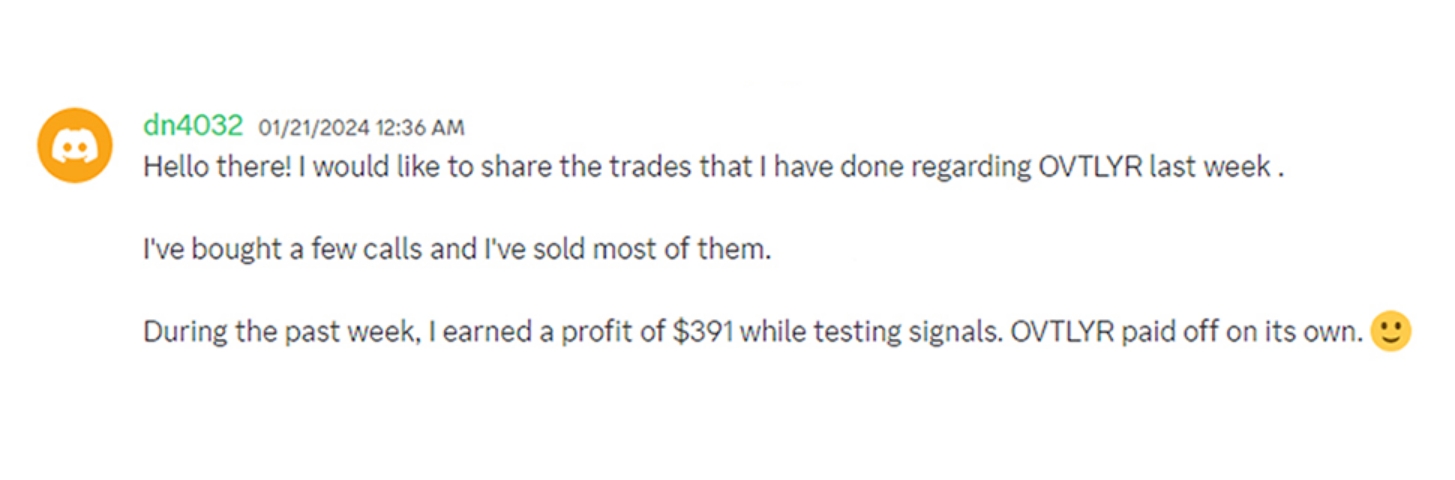 dn4032 01/21/2024 12:36 AM
Hello there! I would like to share the trades that I have done regarding OVTLYR last week .
I've bought a few calls and I've sold most of them.
During the past week, I earned a profit of $391 while testing signals. OVTLYR paid off on its own. 🙂